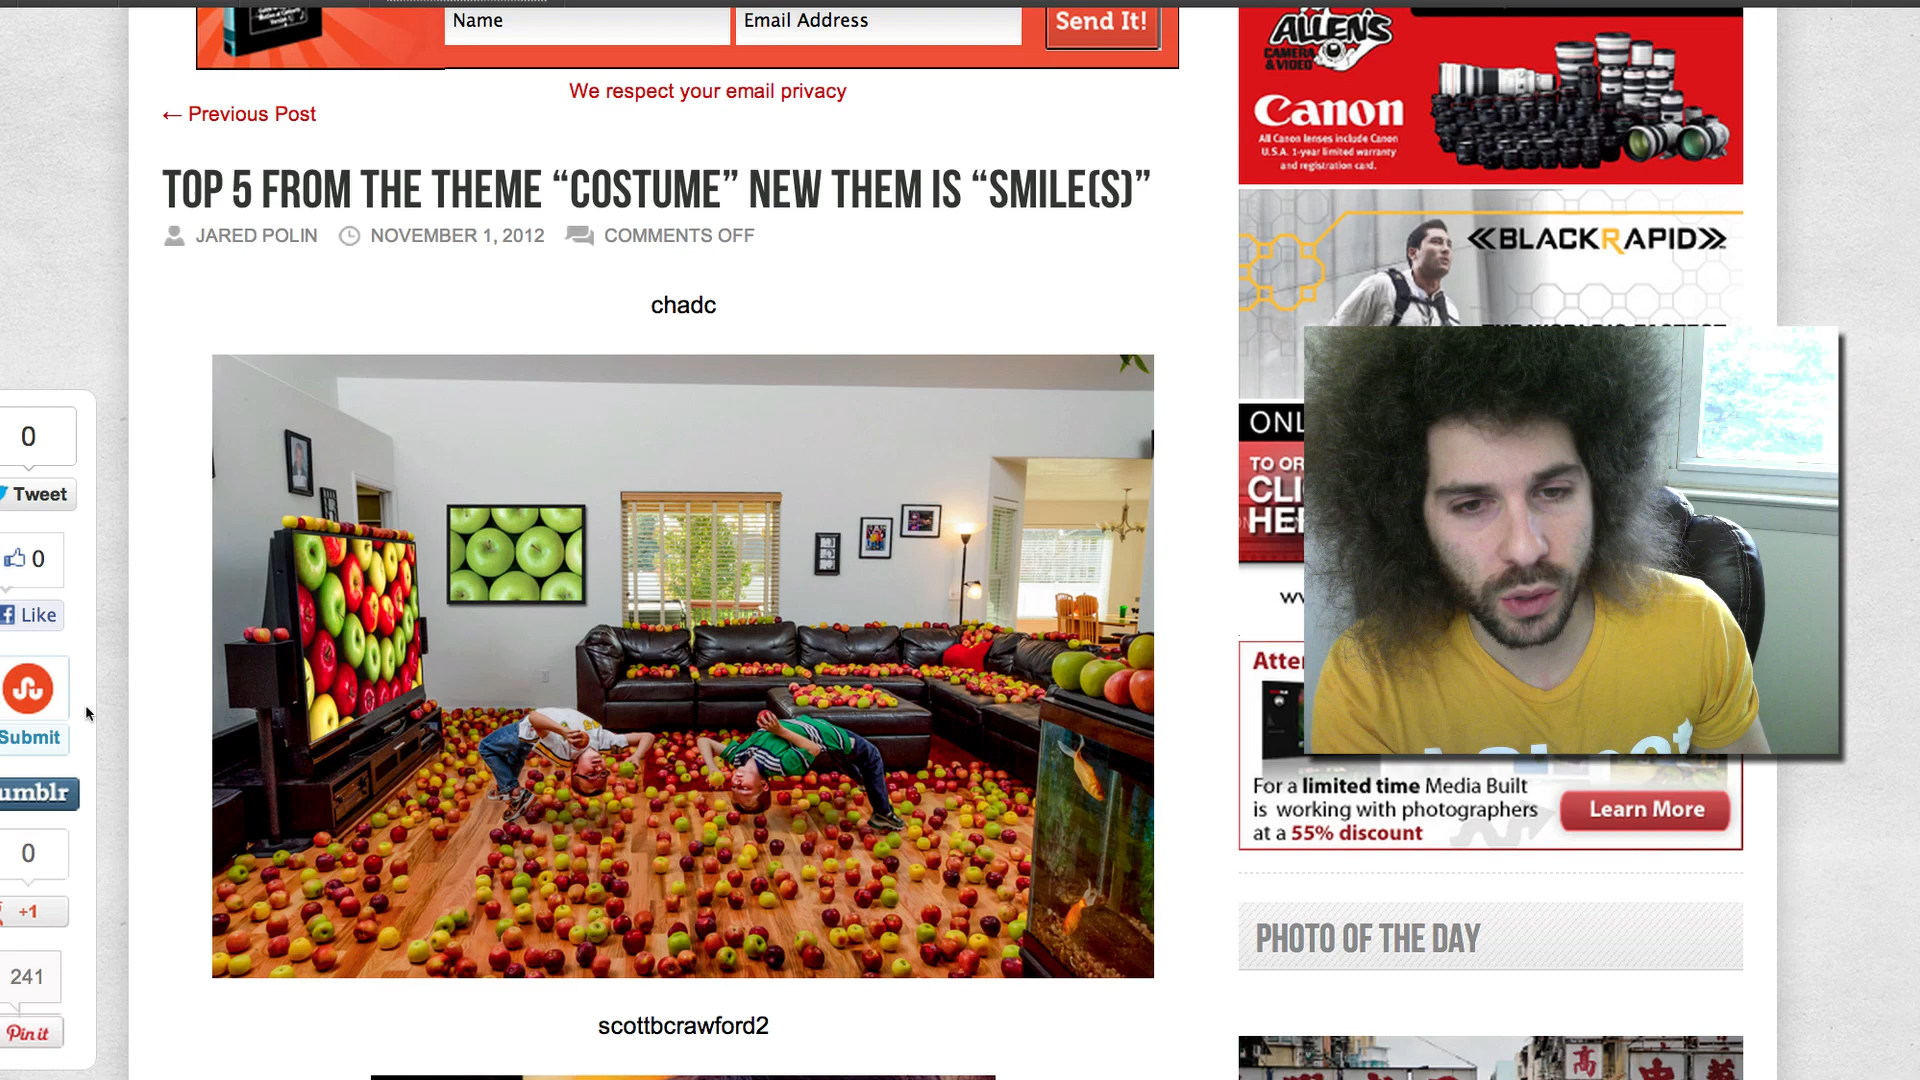 Name
Email Address
Send It!
We respect your email privacy
← Previous Post
TOP 5 FROM THE THEME “COSTUME” NEW THEM IS “SMILE(S)”
JARED POLIN
NOVEMBER 1, 2012
COMMENTS OFF
chadc
scottbcrawford2
0
Tweet
0
Like
Submit
umblr
0
+1
241
Pin it
ALLEN'S
CAMERA
& VIDEO
Canon
All Canon lenses include Canon
U.S.A. 1-year limited warranty
and registration card.
BLACKRAPID
ONL
TO OR
CLI
HER
Atte
For a limited time Media Built
is working with photographers
at a 55% discount
Learn More
PHOTO OF THE DAY
高